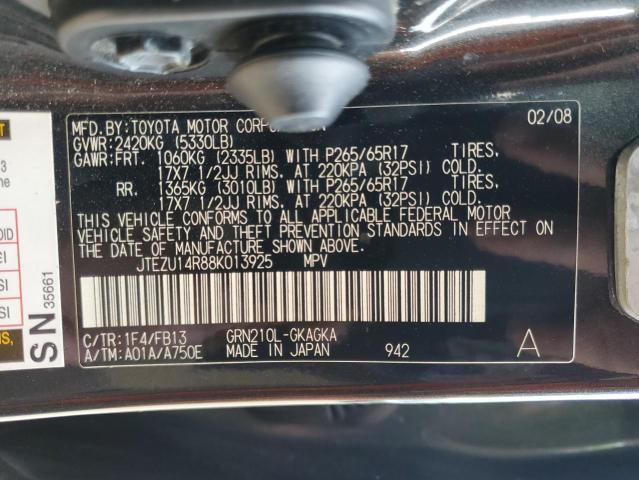 MFD.BY:TOYOTA MOTOR CORPORATION 02/08
GVWR:2420KG (5330LB)
GAWR:FRT. 1060KG (2335LB) WITH P265/65R17 TIRES,
17X7 1/2JJ RIMS, AT 220KPA (32PSI) COLD.
RR. 1365KG (3010LB) WITH P265/65R17 TIRES,
17X7 1/2JJ RIMS, AT 220KPA (32PSI) COLD.
THIS VEHICLE CONFORMS TO ALL APPLICABLE FEDERAL MOTOR
VEHICLE SAFETY AND THEFT PREVENTION STANDARDS IN EFFECT ON
THE DATE OF MANUFACTURE SHOWN ABOVE.
JTEZU14R88K013925 MPV
C/TR:1F4/FB13 GRN210L-GKAGKA
A/TM:A01A/A750E MADE IN JAPAN 942 A
SN 35661